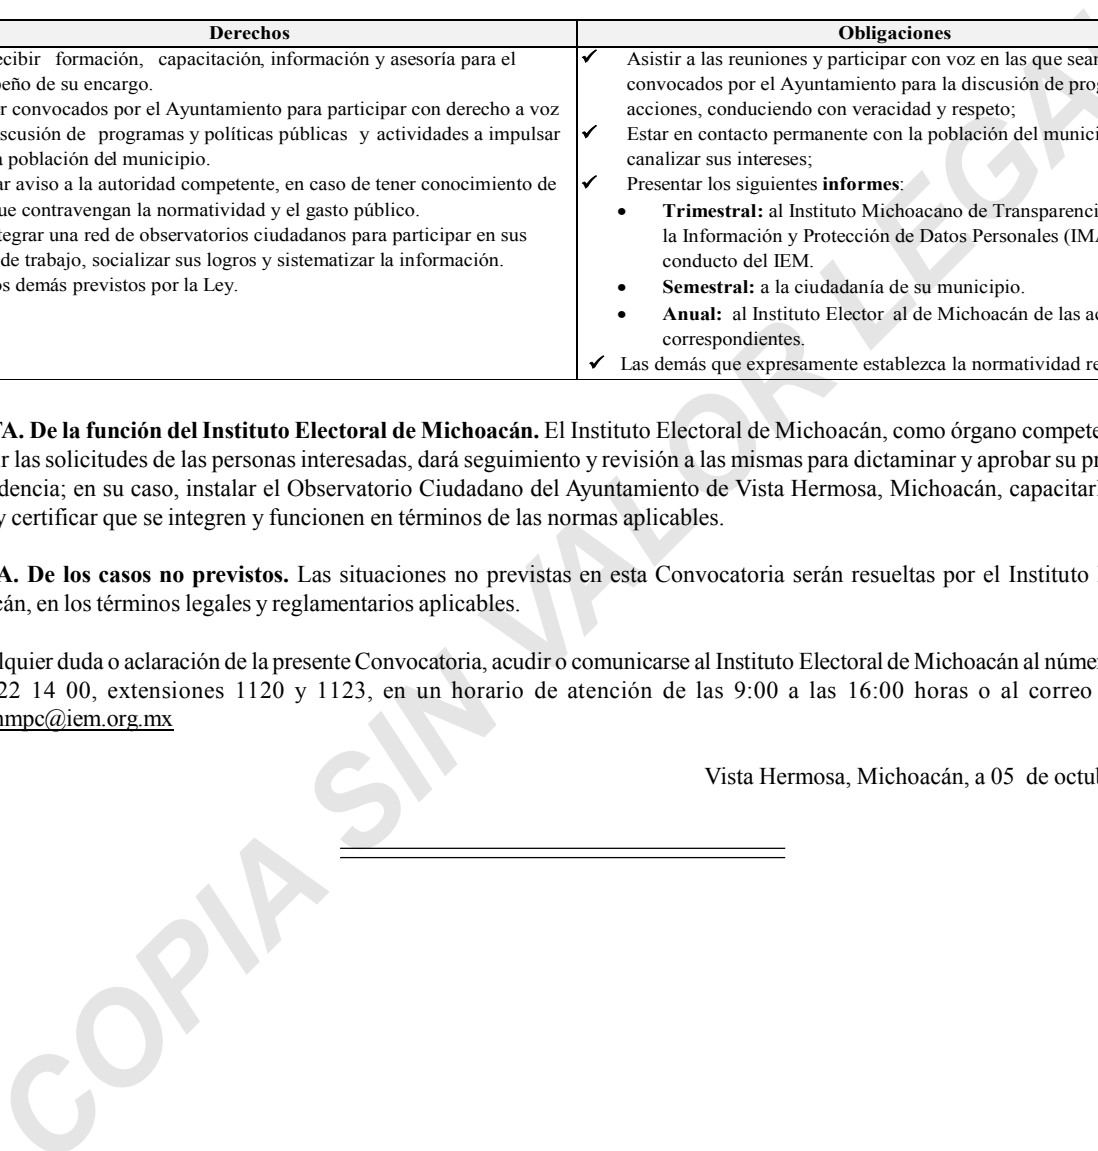 Derechos
ecibir formación, capacitación, información y asesoría para el
peño de su encargo.
r convocados por el Ayuntamiento para participar con derecho a voz
iscusión de programas y políticas públicas y actividades a impulsar
a población del municipio.
ar aviso a la autoridad competente, en caso de tener conocimiento de
que contravengan la normatividad y el gasto público.
tegrar una red de observatorios ciudadanos para participar en sus
de trabajo, socializar sus logros y sistematizar la información.
os demás previstos por la Ley.
Obligaciones
✓ Asistir a las reuniones y participar con voz en las que sean
convocados por el Ayuntamiento para la discusión de prog
acciones, conduciendo con veracidad y respeto;
✓ Estar en contacto permanente con la población del munici
canalizar sus intereses;
✓ Presentar los siguientes informes:
• Trimestral: al Instituto Michoacano de Transparenci
la Información y Protección de Datos Personales (IMA
conducto del IEM.
• Semestral: a la ciudadanía de su municipio.
• Anual: al Instituto Elector al de Michoacán de las ac
correspondientes.
✓ Las demás que expresamente establezca la normatividad re
TA. De la función del Instituto Electoral de Michoacán. El Instituto Electoral de Michoacán, como órgano compete
ir las solicitudes de las personas interesadas, dará seguimiento y revisión a las mismas para dictaminar y aprobar su pr
dencia; en su caso, instalar el Observatorio Ciudadano del Ayuntamiento de Vista Hermosa, Michoacán, capacitarl
y certificar que se integren y funcionen en términos de las normas aplicables.
A. De los casos no previstos. Las situaciones no previstas en esta Convocatoria serán resueltas por el Instituto
cán, en los términos legales y reglamentarios aplicables.
lquier duda o aclaración de la presente Convocatoria, acudir o comunicarse al Instituto Electoral de Michoacán al núme
22 14 00, extensiones 1120 y 1123, en un horario de atención de las 9:00 a las 16:00 horas o al correo
nmpc@iem.org.mx
Vista Hermosa, Michoacán, a 05 de octub
COPIA SIN VALOR LEGA